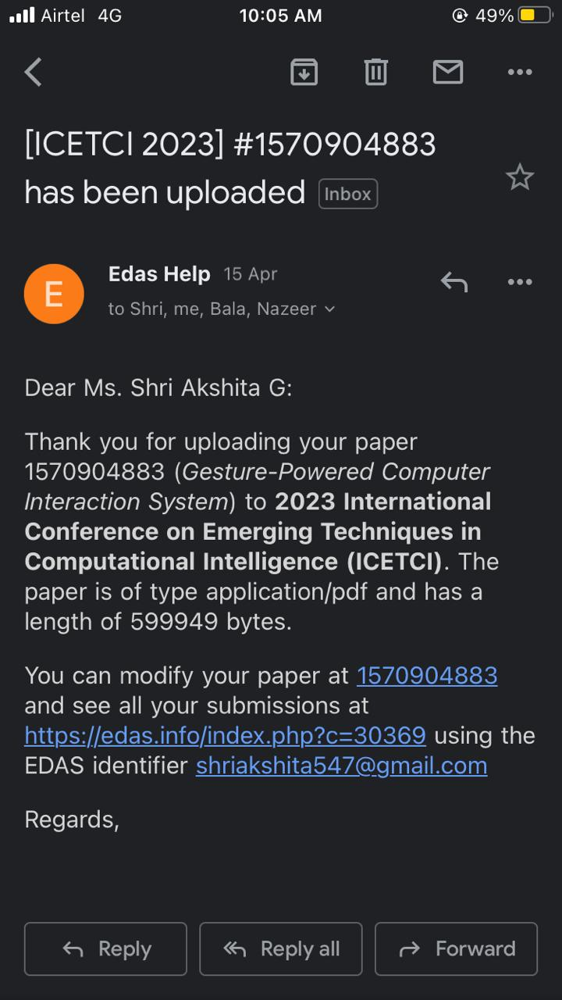 Airtel 4G 10:05 AM 49%
[ICETCI 2023] #1570904883
has been uploaded Inbox
E
Edas Help 15 Apr
to Shri, me, Bala, Nazeer
Dear Ms. Shri Akshita G:
Thank you for uploading your paper
1570904883 (Gesture-Powered Computer
Interaction System) to 2023 International
Conference on Emerging Techniques in
Computational Intelligence (ICETCI). The
paper is of type application/pdf and has a
length of 599949 bytes.
You can modify your paper at 1570904883
and see all your submissions at
https://edas.info/index.php?c=30369 using the
EDAS identifier shriakshita547@gmail.com
Regards,
Reply Reply all Forward